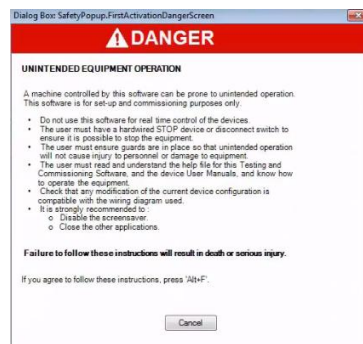 Dialog Box: SafetyPopup.FirstActivationDangerScreen
DANGER
UNINTENDED EQUIPMENT OPERATION
A machine controlled by this software can be prone to unintended operation.
This software is for set-up and commissioning purposes only.
• Do not use this software for real time control of the devices.
• The user must have a hardwired STOP device or disconnect switch to
ensure it is possible to stop the equipment.
• The user must ensure guards are in place so that unintended operation
will not cause injury to personnel or damage to equipment.
• The user must read and understand the help file for this Testing and
Commissioning Software, and the device User Manuals, and know how
to operate the equipment.
• Check that any modification of the current device configuration is
compatible with the wiring diagram used.
• It is strongly recommended to :
o Disable the screensaver.
o Close the other applications.
Failure to follow these instructions will result in death or serious injury.
If you agree to follow these instructions, press 'Alt+F'.
Cancel